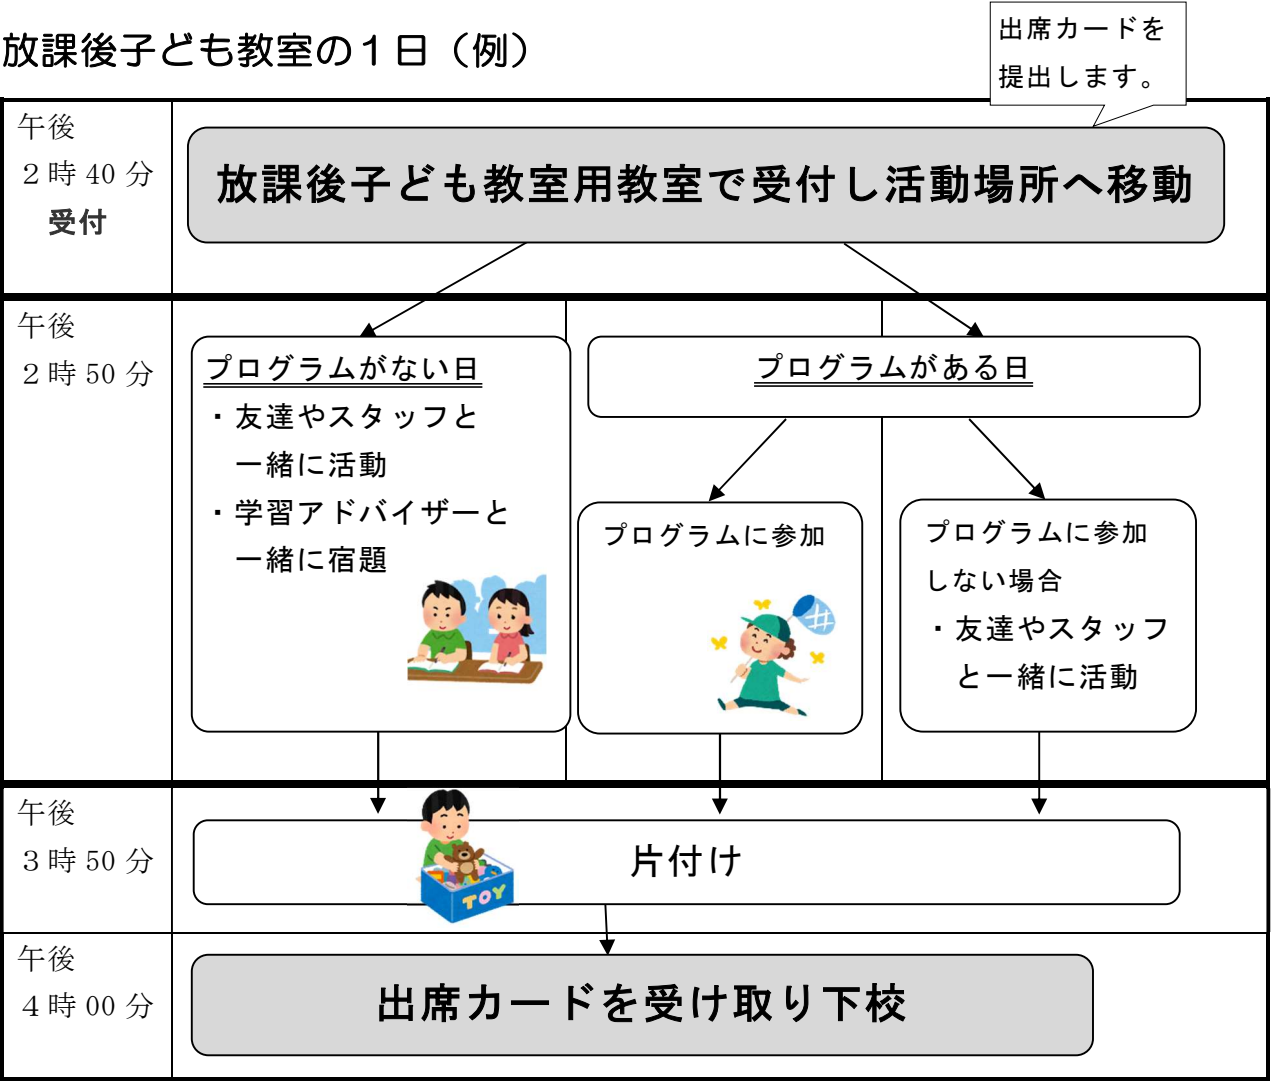 放課後子ども教室の１日（例）
出席カードを
提出します。
午後
２時 40 分
受付
放課後子ども教室用教室で受付し活動場所へ移動
午後
２時 50 分
プログラムがない日
・友達やスタッフと
一緒に活動
・学習アドバイザーと
一緒に宿題
プログラムがある日
プログラムに参加
プログラムに参加
しない場合
・友達やスタッフ
と一緒に活動
午後
３時 50 分
片付け
TOY
午後
４時 00 分
出席カードを受け取り下校